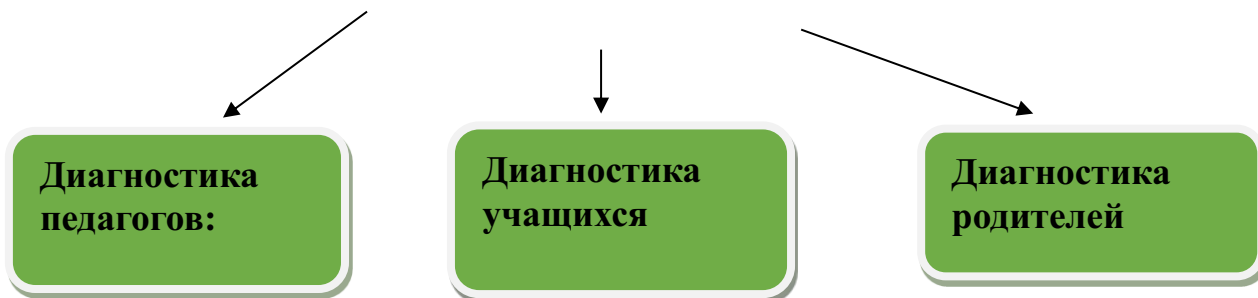 Диагностика
педагогов:
Диагностика
учащихся
Диагностика
родителей